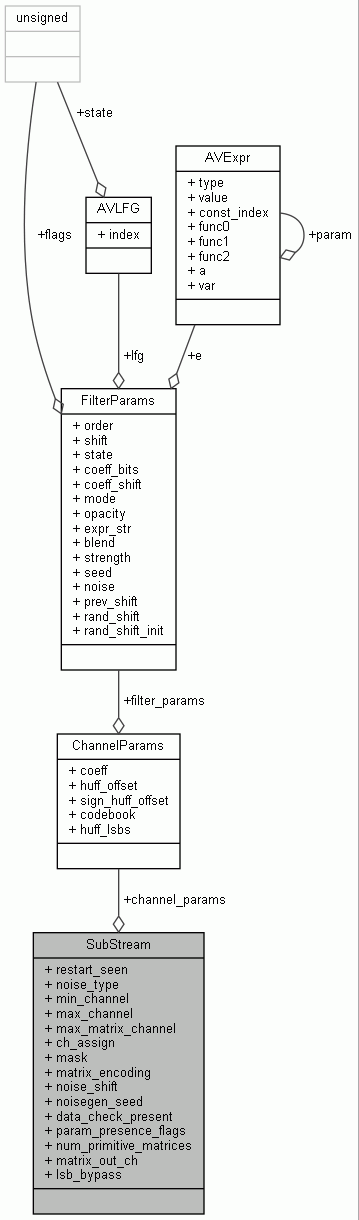 unsigned
+state
AVExpr
+ type
+ value
+ const_index
+ func0
+ func1
+ func2
+ a
+ var
+param
AVLFG
+ index
+flags
+lfg
+e
FilterParams
+ order
+ shift
+ state
+ coeff_bits
+ coeff_shift
+ mode
+ opacity
+ expr_str
+ blend
+ strength
+ seed
+ noise
+ prev_shift
+ rand_shift
+ rand_shift_init
+filter_params
ChannelParams
+ coeff
+ huff_offset
+ sign_huff_offset
+ codebook
+ huff_lsbs
+channel_params
SubStream
+ restart_seen
+ noise_type
+ min_channel
+ max_channel
+ max_matrix_channel
+ ch_assign
+ mask
+ matrix_encoding
+ noise_shift
+ noisegen_seed
+ data_check_present
+ param_presence_flags
+ num_primitive_matrices
+ matrix_out_ch
+ lsb_bypass